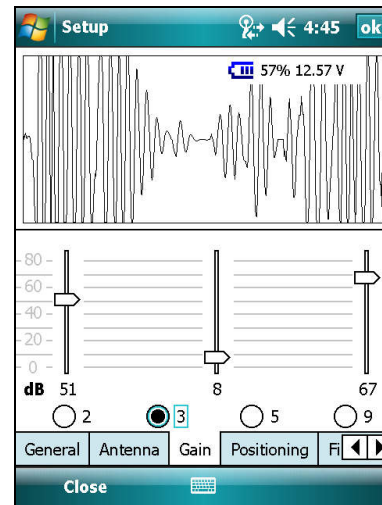 Setup 4:45 ok
57% 12.57 V
80
60
40
20
0
dB 51 8 67
2 3 5 9
General Antenna Gain Positioning Fi
Close